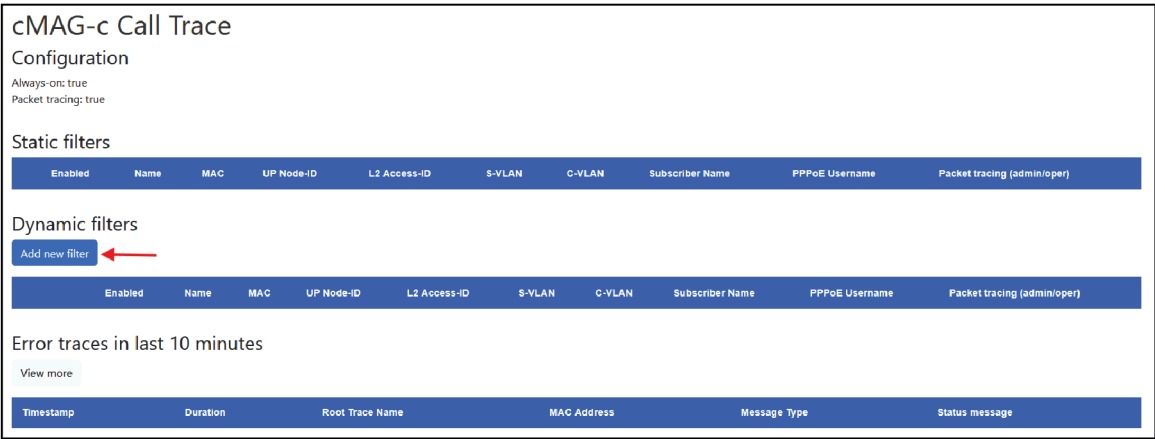 cMAG-c Call Trace
Configuration
Always-on: true
Packet tracing: true
Static filters
Enabled Name MAC UP Node-ID L2 Access-ID S-VLAN C-VLAN Subscriber Name PPPoE Username Packet tracing (admin/oper)
Dynamic filters
Add new filter
Enabled Name MAC UP Node-ID L2 Access-ID S-VLAN C-VLAN Subscriber Name PPPoE Username Packet tracing (admin/oper)
Error traces in last 10 minutes
View more
Timestamp Duration Root Trace Name MAC Address Message Type Status message